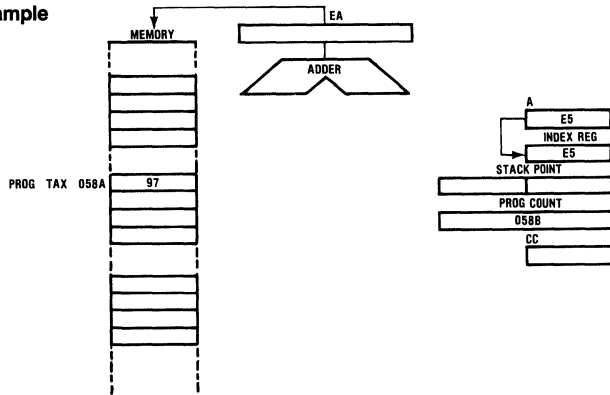 ample
EA
MEMORY
ADDER
A
E5
INDEX REG
E5
STACK POINT
PROG TAX 058A 97
PROG COUNT
058B
CC